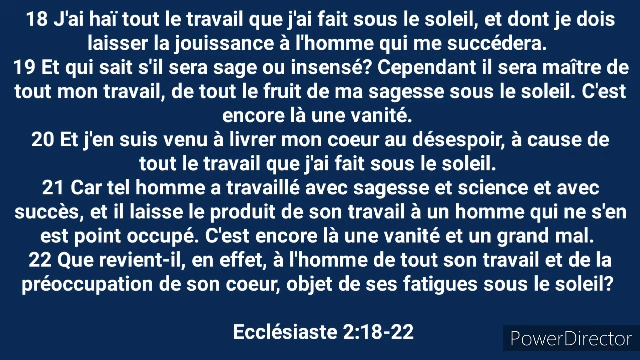 18 J'ai haï tout le travail que j'ai fait sous le soleil, et dont je dois
laisser la jouissance à l'homme qui me succédera.
19 Et qui sait s'il sera sage ou insensé? Cependant il sera maître de
tout mon travail, de tout le fruit de ma sagesse sous le soleil. C'est
encore là une vanité.
20 Et j'en suis venu à livrer mon coeur au désespoir, à cause de
tout le travail que j'ai fait sous le soleil.
21 Car tel homme a travaillé avec sagesse et science et avec
succès, et il laisse le produit de son travail à un homme qui ne s'en
est point occupé. C'est encore là une vanité et un grand mal.
22 Que revient-il, en effet, à l'homme de tout son travail et de la
préoccupation de son coeur, objet de ses fatigues sous le soleil?
Ecclésiaste 2:18-22
PowerDirector